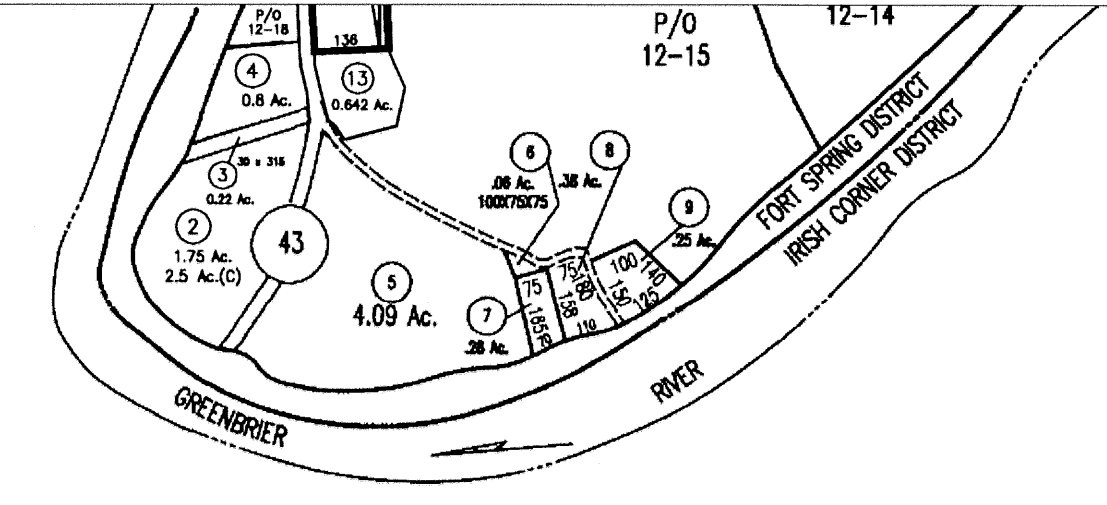 P/O
12-18
136
P/O
12-15
12-14
4
0.8 Ac.
13
0.642 Ac.
30 x 315
3
0.22 Ac.
2
1.75 Ac.
2.5 Ac.(C)
43
5
4.09 Ac.
6
.06 Ac.
100X75X75
8
.36 Ac.
9
.25 Ac.
7
.28 Ac.
75
185
70
75
158
180
110
100
150
140
125
FORT SPRING DISTRICT
IRISH CORNER DISTRICT
GREENBRIER
RIVER